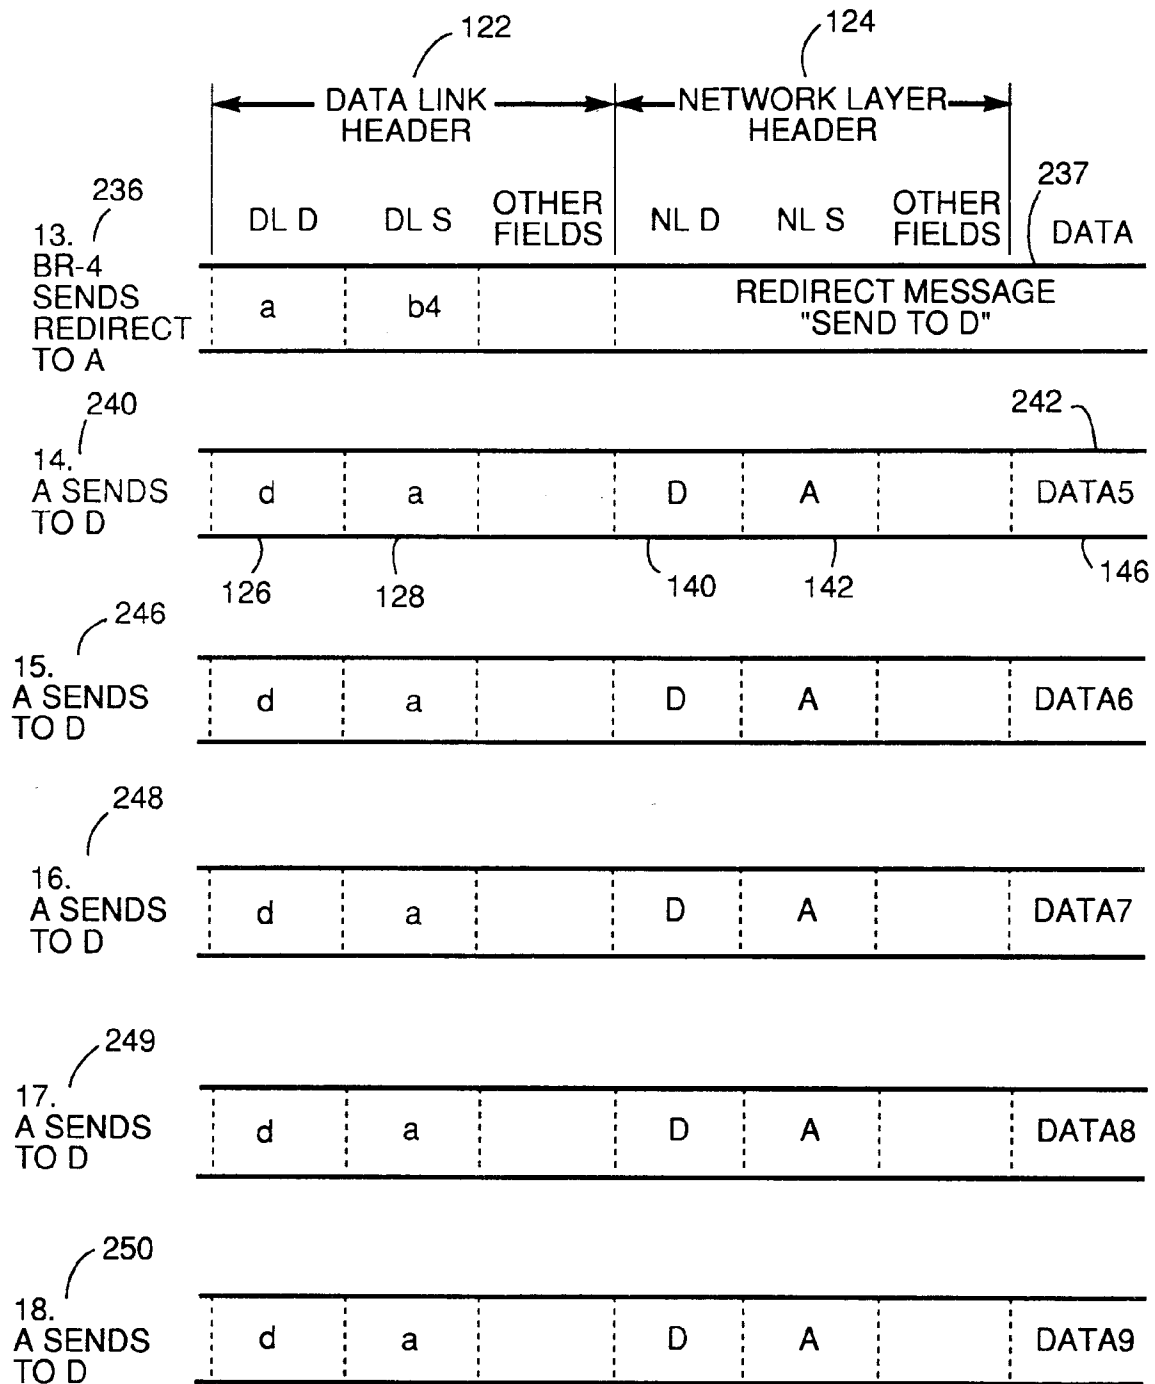 122
124
DATA LINK
HEADER
NETWORK LAYER
HEADER
236
237
DL D DL S OTHER
FIELDS NL D NL S OTHER
FIELDS DATA
13.
BR-4
SENDS
REDIRECT
TO A
a b4 REDIRECT MESSAGE
"SEND TO D"
240
242
14.
A SENDS
TO D
d a D A DATA5
126 128 140 142 146
246
15.
A SENDS
TO D
d a D A DATA6
248
16.
A SENDS
TO D
d a D A DATA7
249
17.
A SENDS
TO D
d a D A DATA8
250
18.
A SENDS
TO D
d a D A DATA9